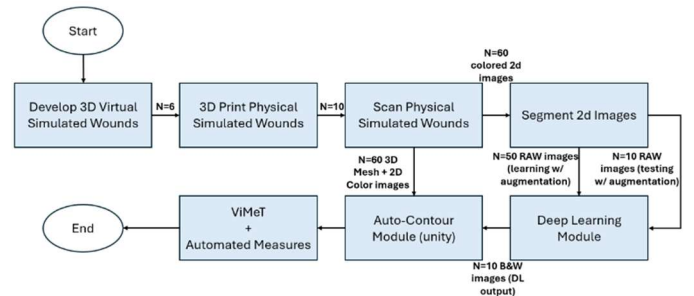 Start
N=60
colored 2d
images
Develop 3D Virtual
Simulated Wounds
N=6
3D Print Physical
Simulated Wounds
N=10
Scan Physical
Simulated Wounds
Segment 2d Images
N=60 3D
Mesh + 2D
Color images
N=50 RAW images
(learning w/
augmentation)
N=10 RAW
images (testing
w/ augmentation)
End
ViMeT
+
Automated Measures
Auto-Contour
Module (unity)
Deep Learning
Module
N=10 B&W
images (DL
output)